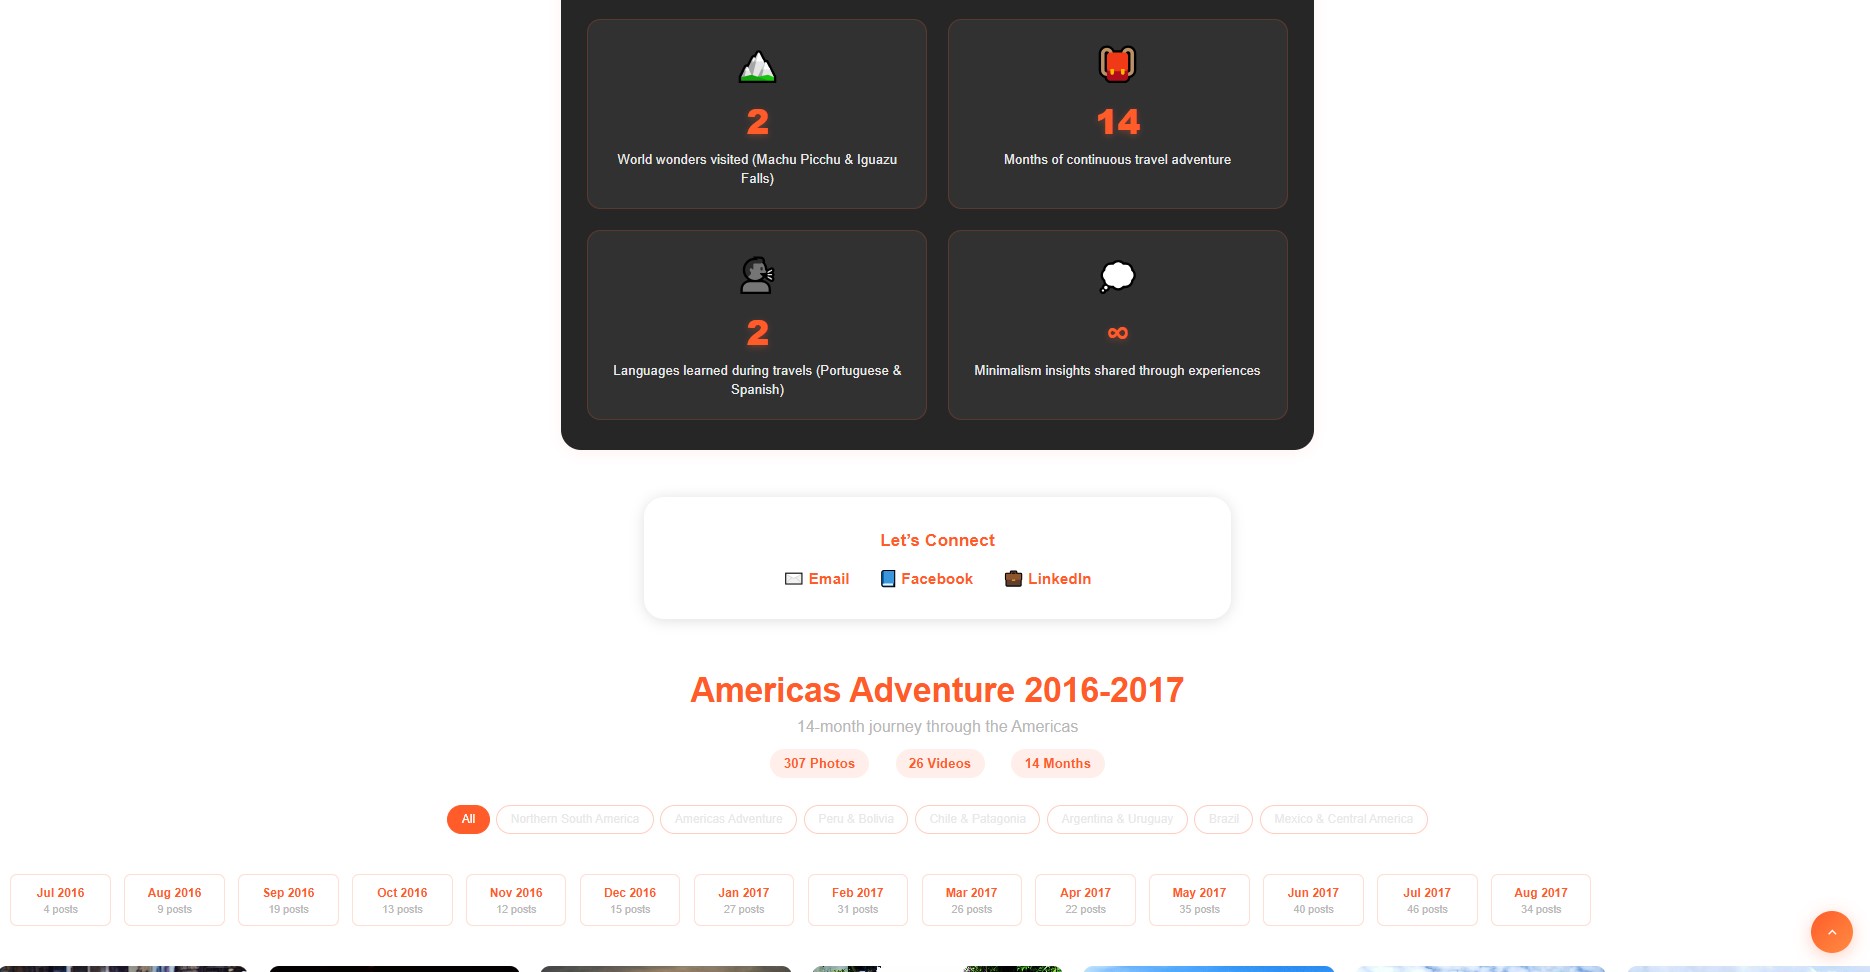 2
World wonders visited (Machu Picchu & Iguazu
Falls)
14
Months of continuous travel adventure
2
Languages learned during travels (Portuguese &
Spanish)
∞
Minimalism insights shared through experiences
Let's Connect
Email
Facebook
LinkedIn
Americas Adventure 2016-2017
14-month journey through the Americas
307 Photos
26 Videos
14 Months
All
Northern South America
Americas Adventure
Peru & Bolivia
Chile & Patagonia
Argentina & Uruguay
Brazil
Mexico & Central America
Jul 2016
4 posts
Aug 2016
9 posts
Sep 2016
19 posts
Oct 2016
13 posts
Nov 2016
12 posts
Dec 2016
15 posts
Jan 2017
27 posts
Feb 2017
31 posts
Mar 2017
26 posts
Apr 2017
22 posts
May 2017
35 posts
Jun 2017
40 posts
Jul 2017
46 posts
Aug 2017
34 posts